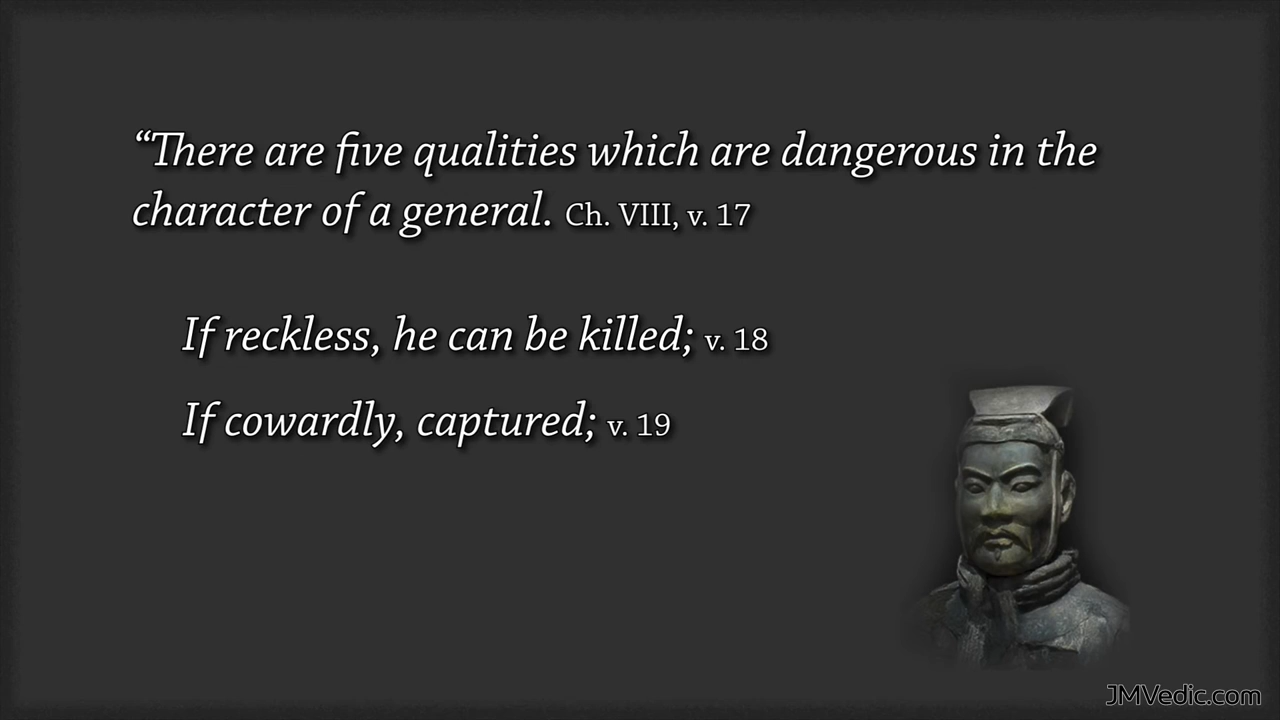 “There are five qualities which are dangerous in the
character of a general. Ch. VIII, v. 17
If reckless, he can be killed; v. 18
If cowardly, captured; v. 19
JMVedic.com